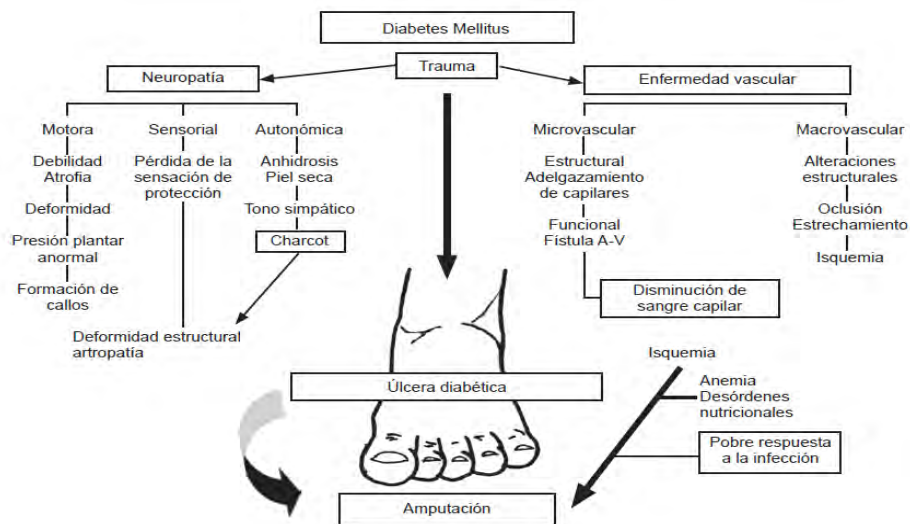 Diabetes Mellitus
Trauma
Neuropatía
Enfermedad vascular
Motora
Debilidad
Atrofia
Deformidad
Presión plantar
anormal
Formación de
callos
Sensorial
Pérdida de la
sensación de
protección
Autonómica
Anhidrosis
Piel seca
Tono simpático
Charcot
Deformidad estructural
artropatía
Microvascular
Estructural
Adelgazamiento
de capilares
Funcional
Fístula A-V
Disminución de
sangre capilar
Macrovascular
Alteraciones
estructurales
Oclusión
Estrechamiento
Isquemia
Úlcera diabética
Isquemia
Anemia
Desórdenes
nutricionales
Pobre respuesta
a la infección
Amputación